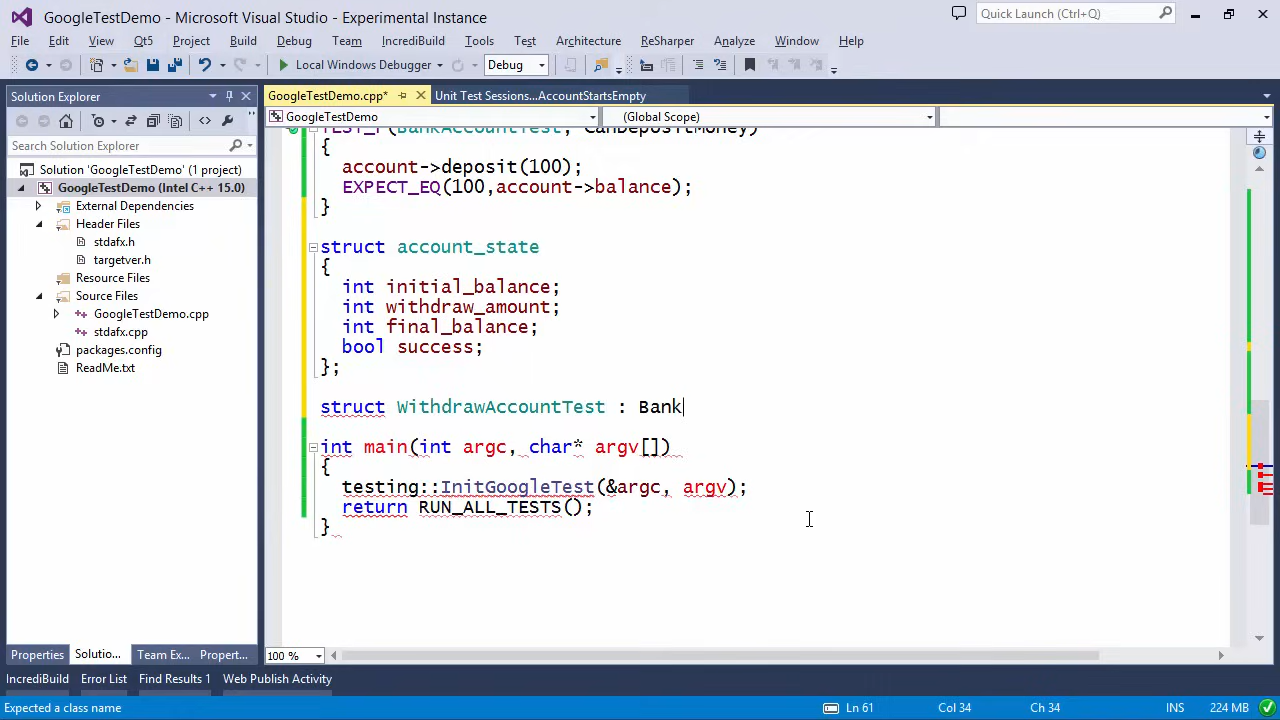 GoogleTestDemo - Microsoft Visual Studio - Experimental Instance
Quick Launch (Ctrl+Q)
File Edit View Qt5 Project Build Debug Team IncrediBuild Tools Test Architecture ReSharper Analyze Window Help
Local Windows Debugger Debug
Solution Explorer
GoogleTestDemo.cpp* Unit Test Sessions...AccountStartsEmpty
GoogleTestDemo (Global Scope)
Search Solution Explorer
Solution 'GoogleTestDemo' (1 project)
GoogleTestDemo (Intel C++ 15.0)
External Dependencies
Header Files
stdafx.h
targetver.h
Resource Files
Source Files
GoogleTestDemo.cpp
stdafx.cpp
packages.config
ReadMe.txt
TEST_F(BankAccountTest, CanDepositMoney)
{
account->deposit(100);
EXPECT_EQ(100,account->balance);
}
struct account_state
{
int initial_balance;
int withdraw_amount;
int final_balance;
bool success;
};
struct WithdrawAccountTest : Bank
int main(int argc, char* argv[])
{
testing::InitGoogleTest(&argc, argv);
return RUN_ALL_TESTS();
}
100 %
Properties Solutio... Team Ex... Propert...
IncrediBuild Error List Find Results 1 Web Publish Activity
Expected a class name Ln 61 Col 34 Ch 34 INS 224 MB